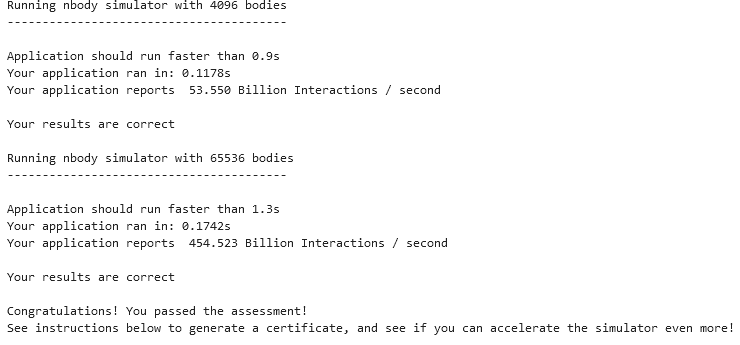 Running nbody simulator with 4096 bodies
----------------------------------------
Application should run faster than 0.9s
Your application ran in: 0.1178s
Your application reports  53.550 Billion Interactions / second
Your results are correct
Running nbody simulator with 65536 bodies
----------------------------------------
Application should run faster than 1.3s
Your application ran in: 0.1742s
Your application reports  454.523 Billion Interactions / second
Your results are correct
Congratulations! You passed the assessment!
See instructions below to generate a certificate, and see if you can accelerate the simulator even more!